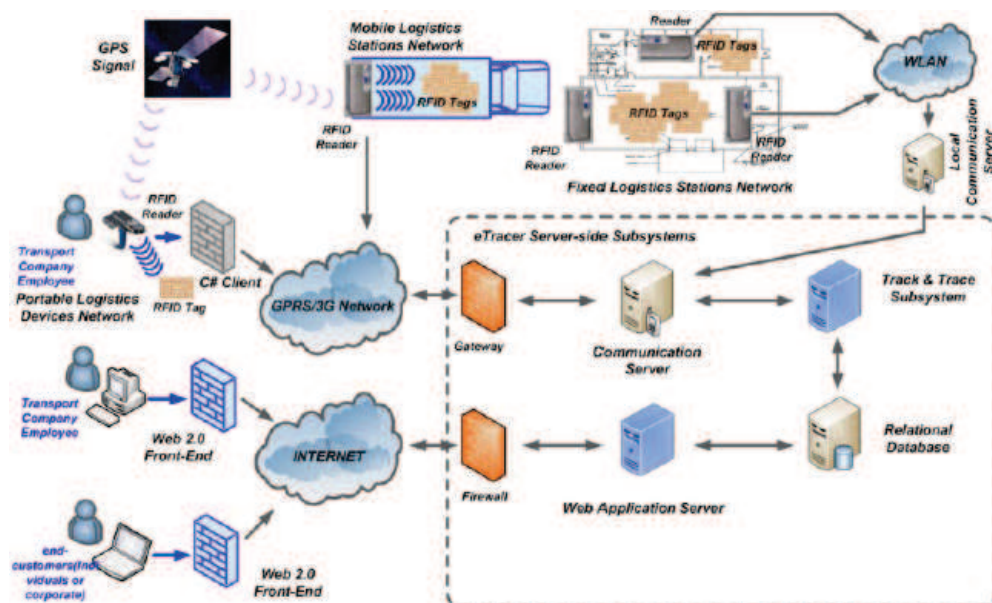 GPS
Signal
Mobile Logistics
Stations Network
RFID Tags
RFID
Reader
Reader
RFID Tags
RFID Tags
RFID
Reader
RFID
Reader
Fixed Logistics Stations Network
WLAN
Local
Communication
Server
RFID
Reader
Transport
Company
Employee
C# Client
Portable Logistics
Devices Network
RFID Tag
GPRS/3G Network
eTracer Server-side Subsystems
Gateway
Communication
Server
Track & Trace
Subsystem
Transport
Company
Employee
Web 2.0
Front-End
INTERNET
Firewall
Web Application Server
Relational
Database
end-
customers(indi
viduals or
corporate)
Web 2.0
Front-End